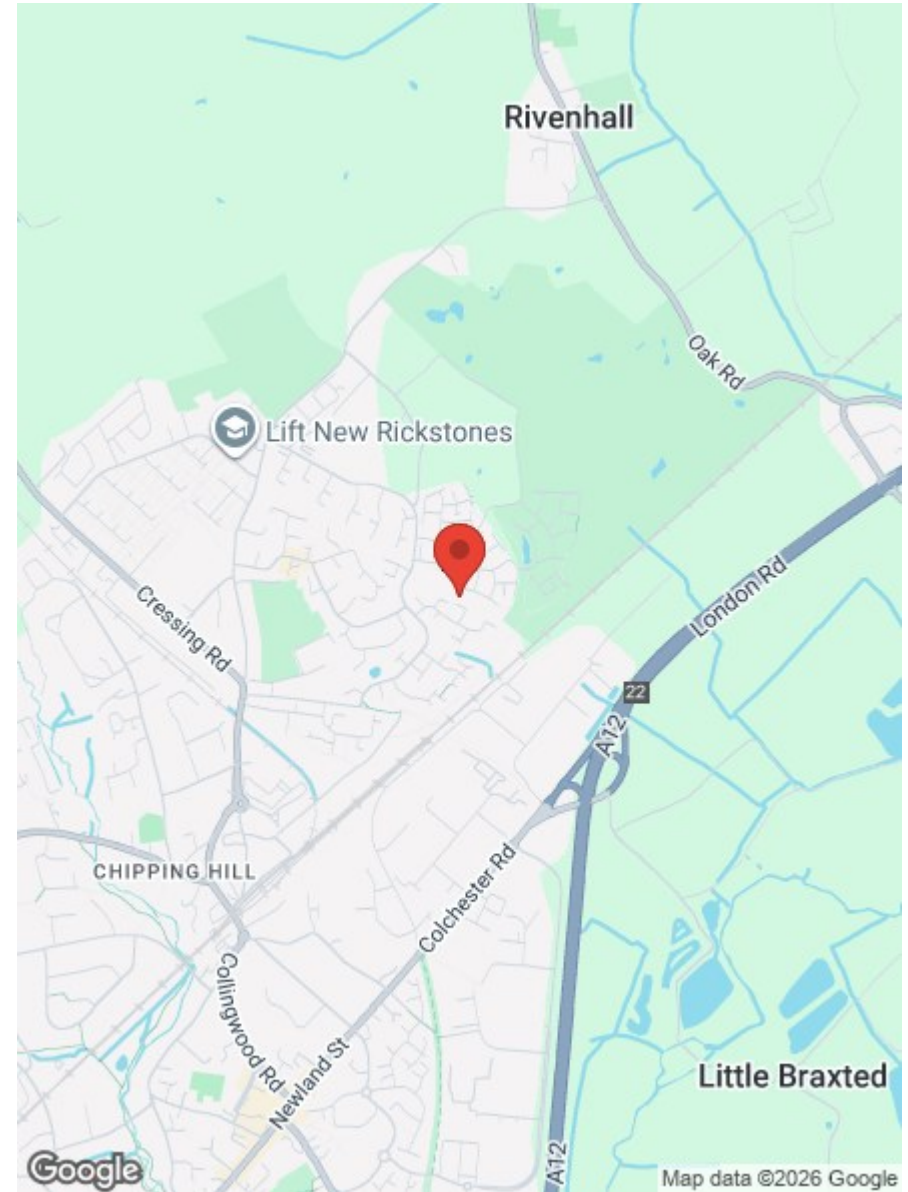 Rivenhall
Oak Rd
Lift New Rickstones
London Rd
Cressing Rd
22
A12
CHIPPING HILL
Colchester Rd
Collingwood Rd
Newland St
Little Braxted
A12
Google
Map data ©2026 Google